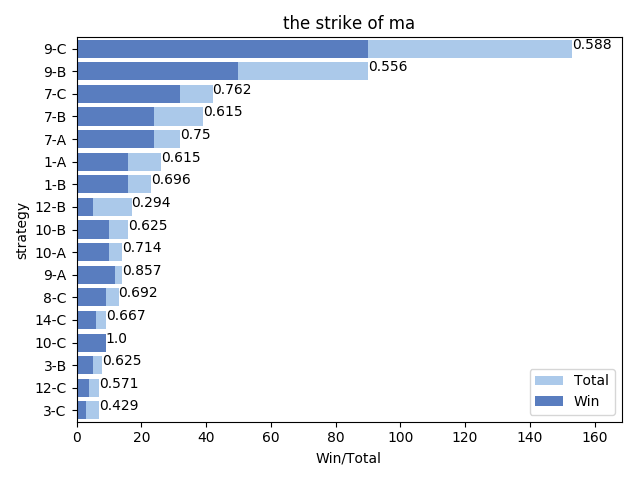 the strike of ma
strategy
9-C 0.588
9-B 0.556
7-C 0.762
7-B 0.615
7-A 0.75
1-A 0.615
1-B 0.696
12-B 0.294
10-B 0.625
10-A 0.714
9-A 0.857
8-C 0.692
14-C 0.667
10-C 1.0
3-B 0.625
12-C 0.571
3-C 0.429
Total
Win
0 20 40 60 80 100 120 140 160
Win/Total